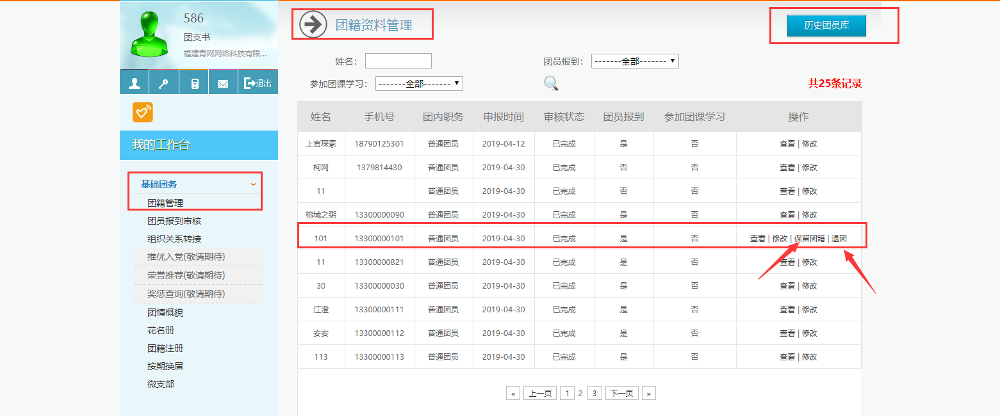 586
团支书
福建青网网络科技有限...
退出
我的工作台
基础团务
团籍管理
团员报到审核
组织关系转接
推优入党(敬请期待)
荣誉推荐(敬请期待)
奖惩查询(敬请期待)
团情概貌
花名册
团籍注册
按期换届
微支部
团籍资料管理
历史团员库
姓名: 团员报到: -------全部-------
参加团课学习: -------全部-------
共25条记录
姓名 手机号 团内职务 申报时间 审核状态 团员报到 参加团课学习 操作
上官琛素 18790125301 普通团员 2019-04-12 已完成 是 否 查看 | 修改
柯网 1379814430 普通团员 2019-04-30 已完成 否 否 查看 | 修改
11 普通团员 2019-04-30 已完成 否 否 查看 | 修改
榕城之粥 13300000090 普通团员 2019-04-30 已完成 是 否 查看 | 修改
101 13300000101 普通团员 2019-04-30 已完成 是 否 查看 | 修改 | 保留团籍 | 退团
11 13300000821 普通团员 2019-04-30 已完成 是 否 查看 | 修改
30 13300000030 普通团员 2019-04-30 已完成 是 否 查看 | 修改
江澄 13300000111 普通团员 2019-04-30 已完成 是 否 查看 | 修改
安安 13300000112 普通团员 2019-04-30 已完成 是 否 查看 | 修改
113 13300000113 普通团员 2019-04-30 已完成 是 否 查看 | 修改
« 上一页 1 2 3 下一页 »